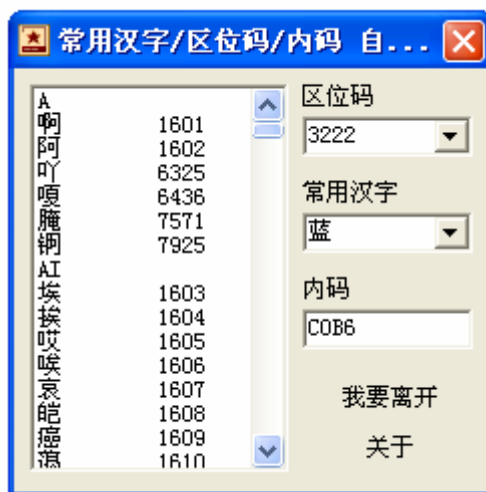 常用汉字/区位码/内码 自...
A
啊 1601
阿 1602
吖 6325
嗄 6436
腌 7571
锕 7925
AI
埃 1603
挨 1604
哎 1605
唉 1606
哀 1607
皑 1608
癌 1609
蔼 1610
区位码
3222
常用汉字
蓝
内码
C0B6
我要离开
关于